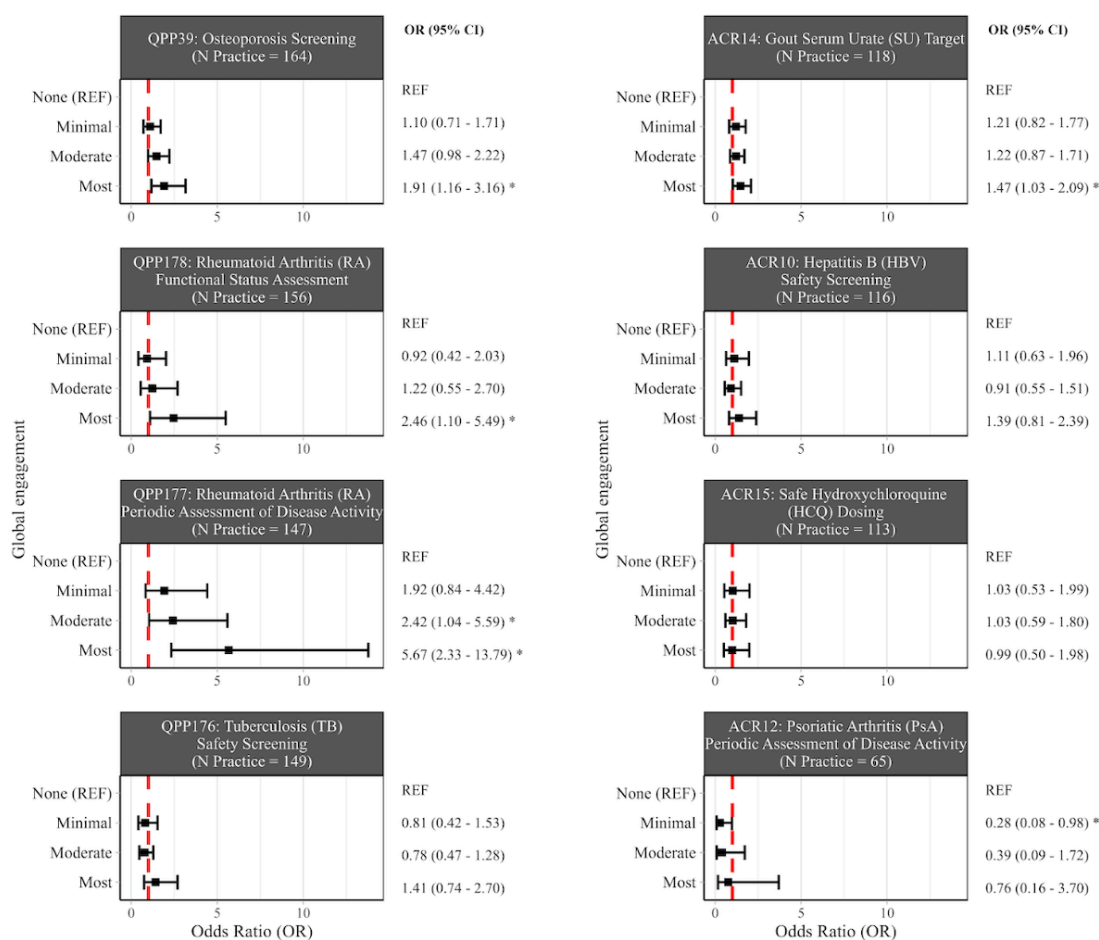 QPP39: Osteoporosis Screening
(N Practice = 164)
OR (95% CI)
None (REF)
REF
Minimal
1.10 (0.71 - 1.71)
Moderate
1.47 (0.98 - 2.22)
Most
1.91 (1.16 - 3.16) *
0 5 10
QPP178: Rheumatoid Arthritis (RA)
Functional Status Assessment
(N Practice = 156)
None (REF)
REF
Minimal
0.92 (0.42 - 2.03)
Moderate
1.22 (0.55 - 2.70)
Most
2.46 (1.10 - 5.49) *
0 5 10
Global engagement
QPP177: Rheumatoid Arthritis (RA)
Periodic Assessment of Disease Activity
(N Practice = 147)
None (REF)
REF
Minimal
1.92 (0.84 - 4.42)
Moderate
2.42 (1.04 - 5.59) *
Most
5.67 (2.33 - 13.79) *
0 5 10
QPP176: Tuberculosis (TB)
Safety Screening
(N Practice = 149)
None (REF)
REF
Minimal
0.81 (0.42 - 1.53)
Moderate
0.78 (0.47 - 1.28)
Most
1.41 (0.74 - 2.70)
0 5 10
Odds Ratio (OR)
ACR14: Gout Serum Urate (SU) Target
(N Practice = 118)
OR (95% CI)
None (REF)
REF
Minimal
1.21 (0.82 - 1.77)
Moderate
1.22 (0.87 - 1.71)
Most
1.47 (1.03 - 2.09) *
0 5 10
ACR10: Hepatitis B (HBV)
Safety Screening
(N Practice = 116)
None (REF)
REF
Minimal
1.11 (0.63 - 1.96)
Moderate
0.91 (0.55 - 1.51)
Most
1.39 (0.81 - 2.39)
0 5 10
Global engagement
ACR15: Safe Hydroxychloroquine
(HCQ) Dosing
(N Practice = 113)
None (REF)
REF
Minimal
1.03 (0.53 - 1.99)
Moderate
1.03 (0.59 - 1.80)
Most
0.99 (0.50 - 1.98)
0 5 10
ACR12: Psoriatic Arthritis (PsA)
Periodic Assessment of Disease Activity
(N Practice = 65)
None (REF)
REF
Minimal
0.28 (0.08 - 0.98) *
Moderate
0.39 (0.09 - 1.72)
Most
0.76 (0.16 - 3.70)
0 5 10
Odds Ratio (OR)